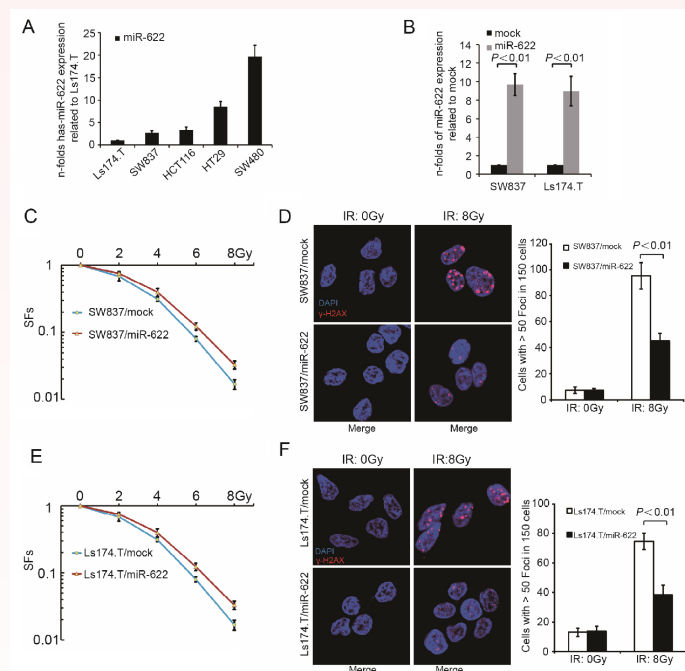 A
n-folds has-miR-622 expression
related to Ls174.T
25
20
15
10
5
0
miR-622
Ls174.T
SW837
HCT116
HT29
SW480
B
n-folds of miR-622 expression
related to mock
14
12
10
8
6
4
2
0
mock
miR-622
P<0.01
P<0.01
SW837
Ls174.T
C
0 2 4 6 8Gy
SFs
1
0.1
0.01
SW837/mock
SW837/miR-622
D
IR: 0Gy
IR: 8Gy
SW837/mock
DAPI
γ-H2AX
SW837/miR-622
Merge
Merge
Cells with > 50 Foci in 150 cells
120
100
80
60
40
20
0
SW837/mock
P<0.01
SW837/miR-622
IR: 0Gy
IR: 8Gy
E
0 2 4 6 8Gy
SFs
1
0.1
0.01
Ls174.T/mock
Ls174.T/miR-622
F
IR: 0Gy
IR:8Gy
Ls174.T/mock
DAPI
γ-H2AX
Ls174.T/miR-622
Merge
Merge
Cells with > 50 Foci in 150 cells
100
80
60
40
20
0
Ls174.T/mock
P<0.01
Ls174.T/miR-622
IR: 0Gy
IR: 8Gy